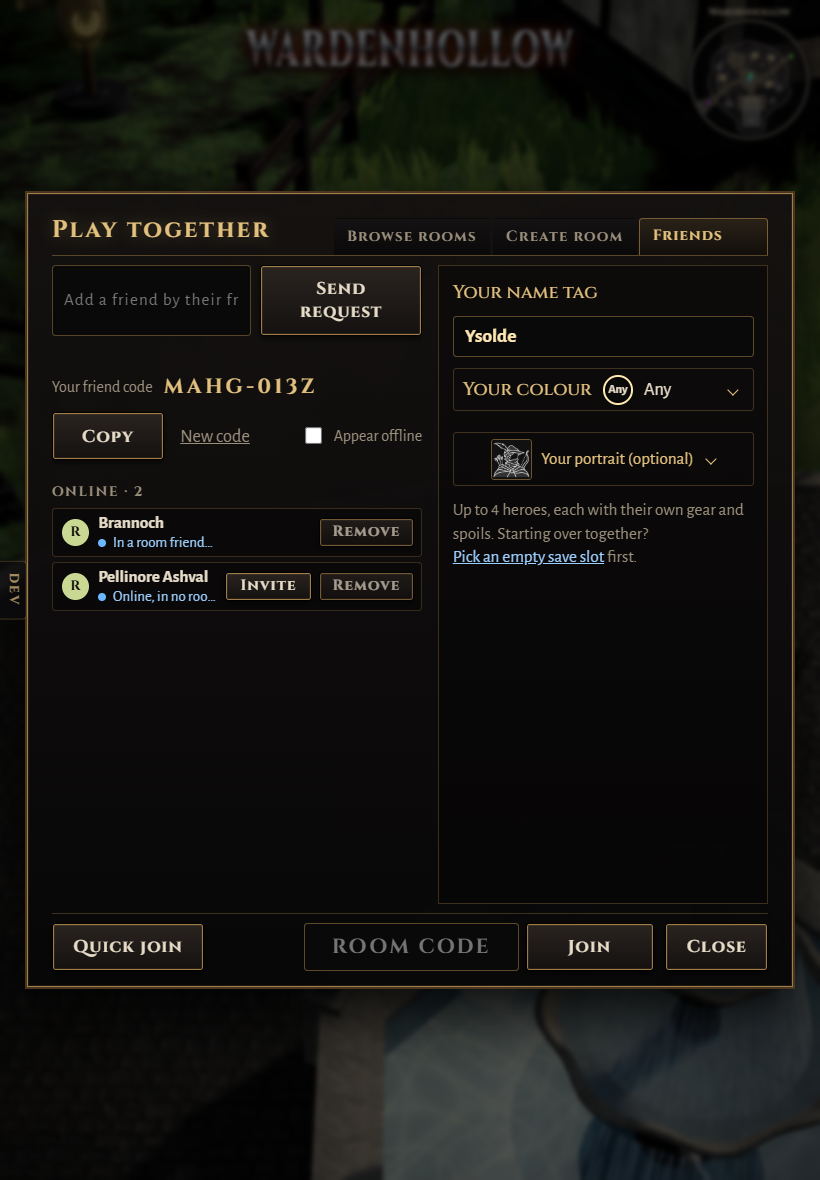 WARDENHOLLOW
Play together
Browse rooms
Create room
Friends
Add a friend by their fr
Send
request
Your friend code MAHG-013Z
Copy
New code
Appear offline
ONLINE · 2
R
Brannoch
In a room friend...
Remove
R
Pellinore Ashval
Online, in no roo...
Invite
Remove
Your name tag
Ysolde
Your colour
Any
Any
Your portrait (optional)
Up to 4 heroes, each with their own gear and
spoils. Starting over together?
Pick an empty save slot first.
DEV
Quick join
ROOM CODE
Join
Close